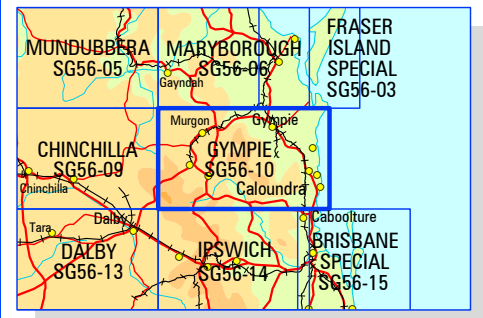 FRASER
ISLAND
SPECIAL
SG56-03
MUNDUBBERA
SG56-05
MARYBOROUGH
SG56-06
Gayndah
Murgon
Gympie
CHINCHILLA
SG56-09
GYMPIE
SG56-10
Chinchilla
Caloundra
Tara
Dalby
Caboolture
DALBY
SG56-13
IPSWICH
SG56-14
BRISBANE
SPECIAL
SG56-15